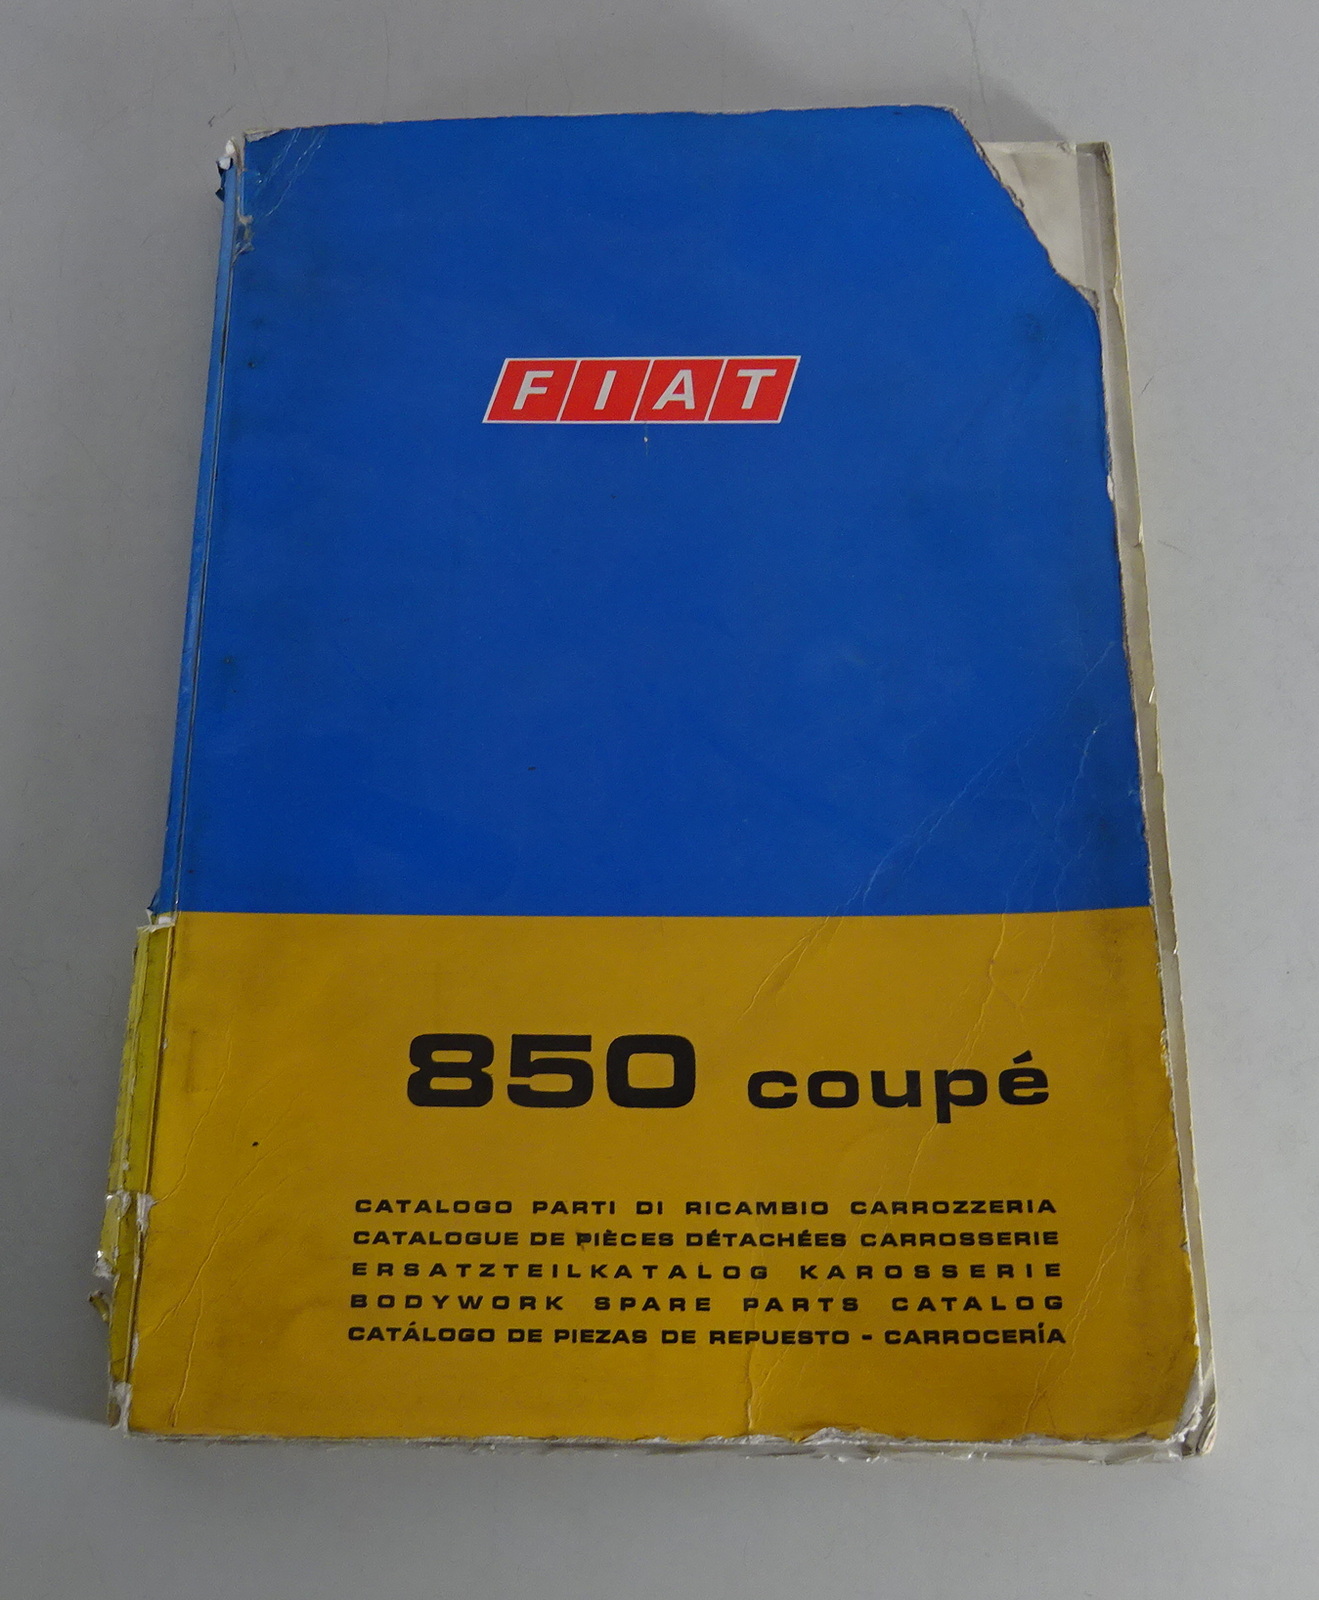 FIAT
850 coupé
CATALOGO PARTI DI RICAMBIO CARROZZERIA
CATALOGUE DE PIÈCES DÉTACHÉES CARROSSERIE
ERSATZTEILKATALOG KAROSSERIE
BODYWORK SPARE PARTS CATALOG
CATÁLOGO DE PIEZAS DE REPUESTO - CARROCERÍA